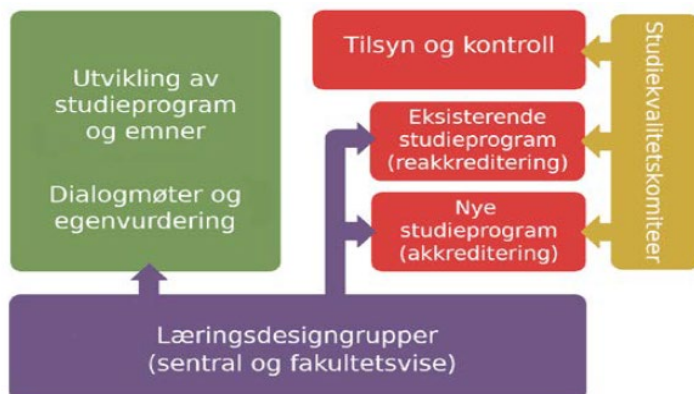 Utvikling av
studieprogram
og emner
Dialogmøter og
egenvurdering
Tilsyn og kontroll
Eksisterende
studieprogram
(reakkreditering)
Nye
studieprogram
(akkreditering)
Studiekvalitetskomiteer
Læringsdesigngrupper
(sentral og fakultetsvise)